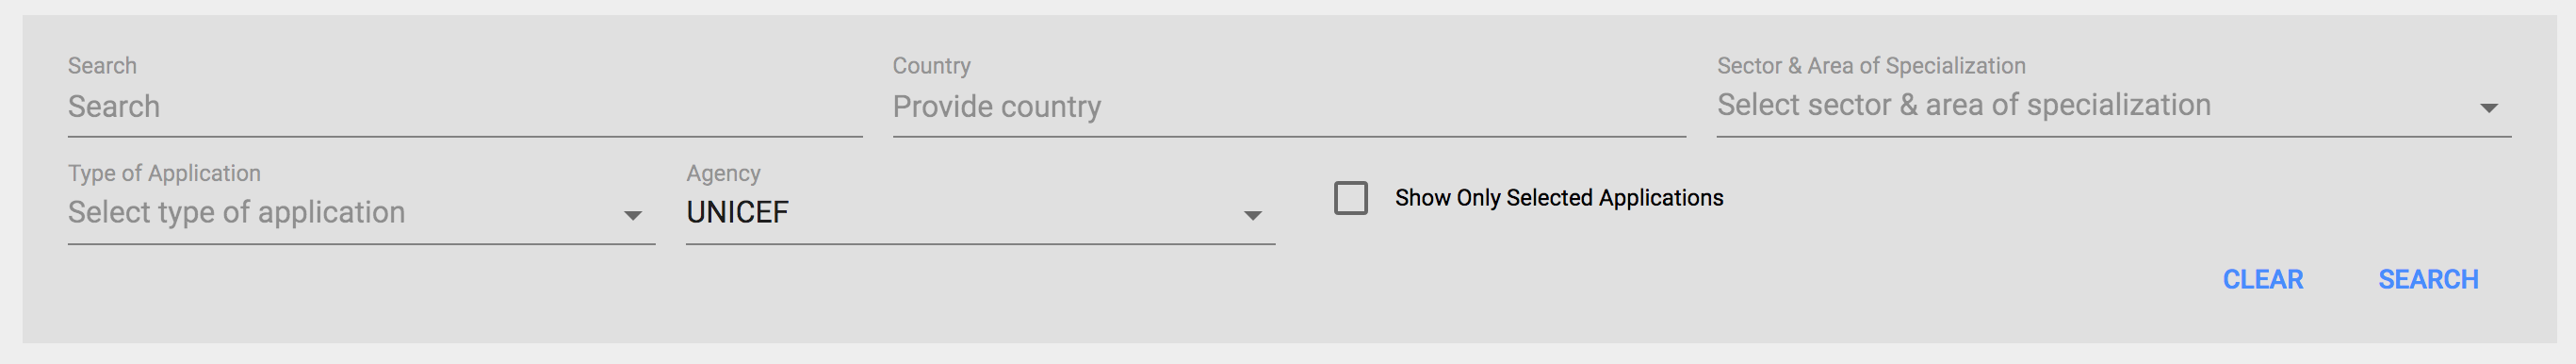 Search
Search
Country
Provide country
Sector & Area of Specialization
Select sector & area of specialization
Type of Application
Select type of application
Agency
UNICEF
Show Only Selected Applications
CLEAR
SEARCH